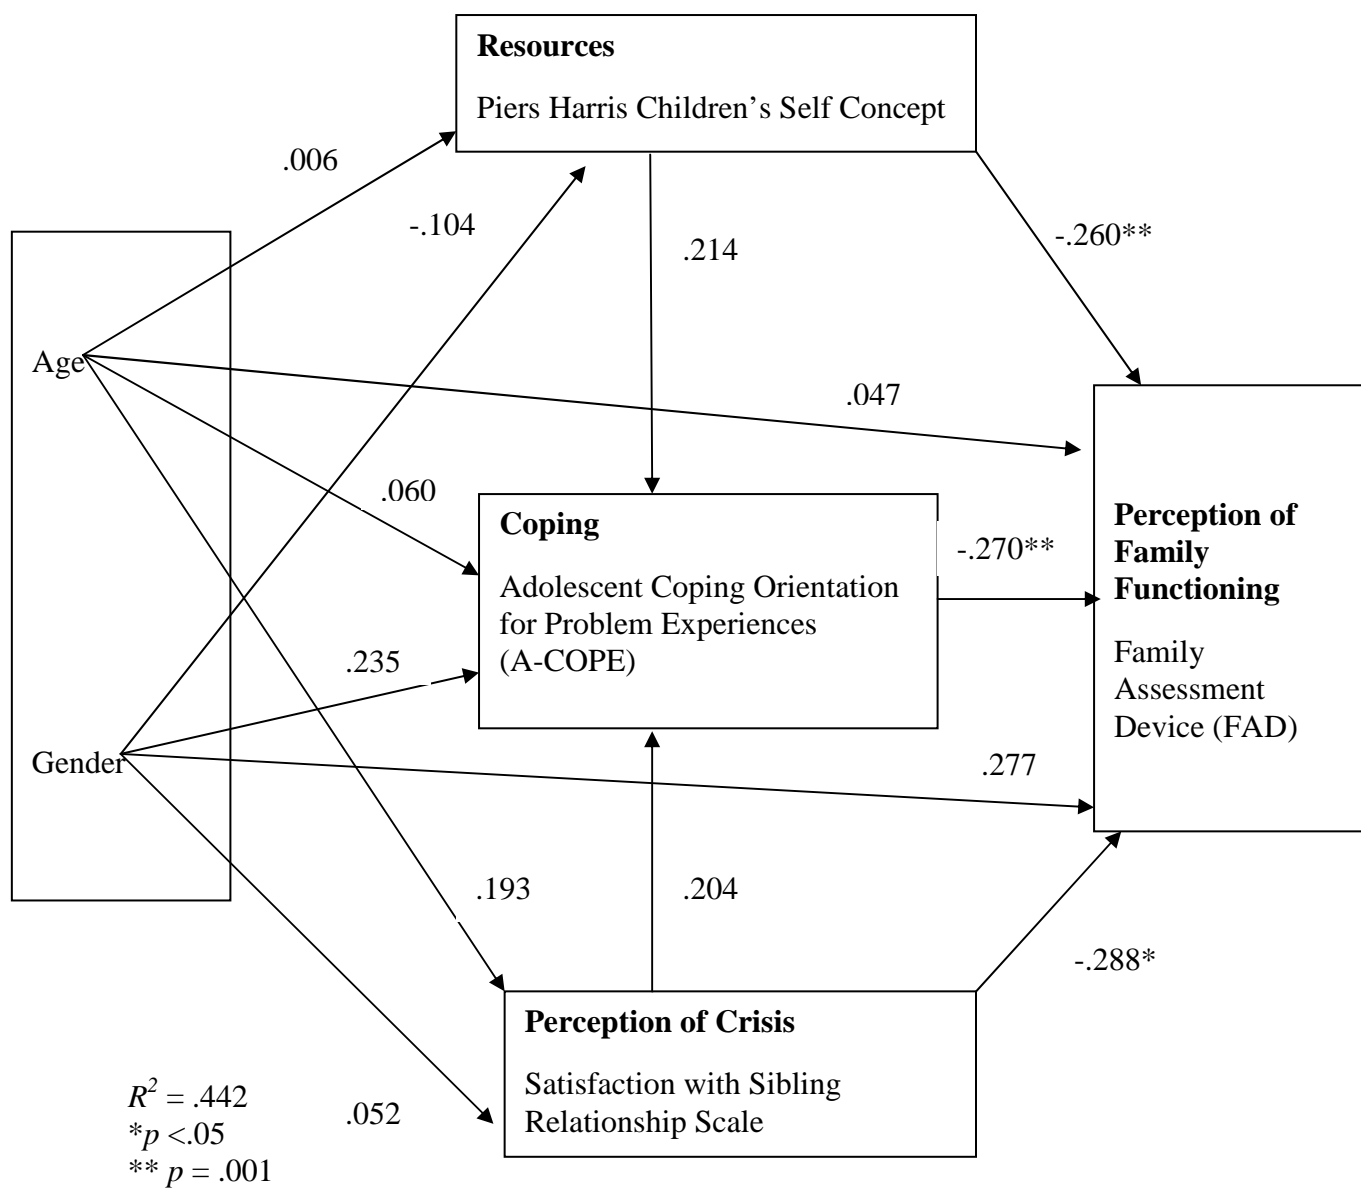 Resources
Piers Harris Children’s Self Concept
.006
-.104
.214
-.260**
Age
.047
.060
Coping
Adolescent Coping Orientation
for Problem Experiences
(A-COPE)
-.270**
Perception of
Family
Functioning
Family
Assessment
Device (FAD)
.235
Gender
.277
.193
.204
-.288*
Perception of Crisis
Satisfaction with Sibling
Relationship Scale
.052
R² = .442
*p <.05
** p = .001